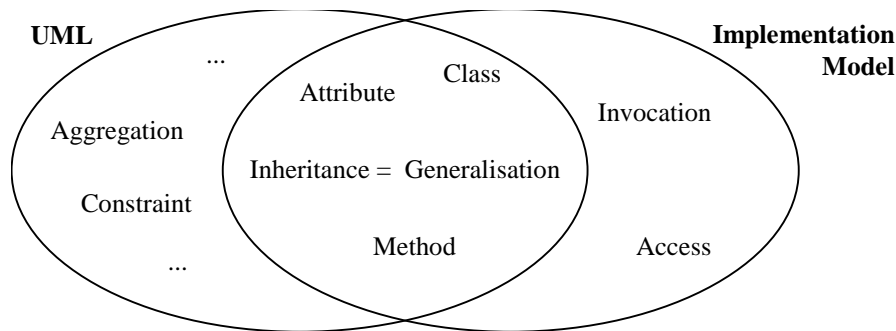 UML
Implementation
Model
...
Class
Attribute
Invocation
Aggregation
Inheritance = Generalisation
Constraint
Method
Access
...